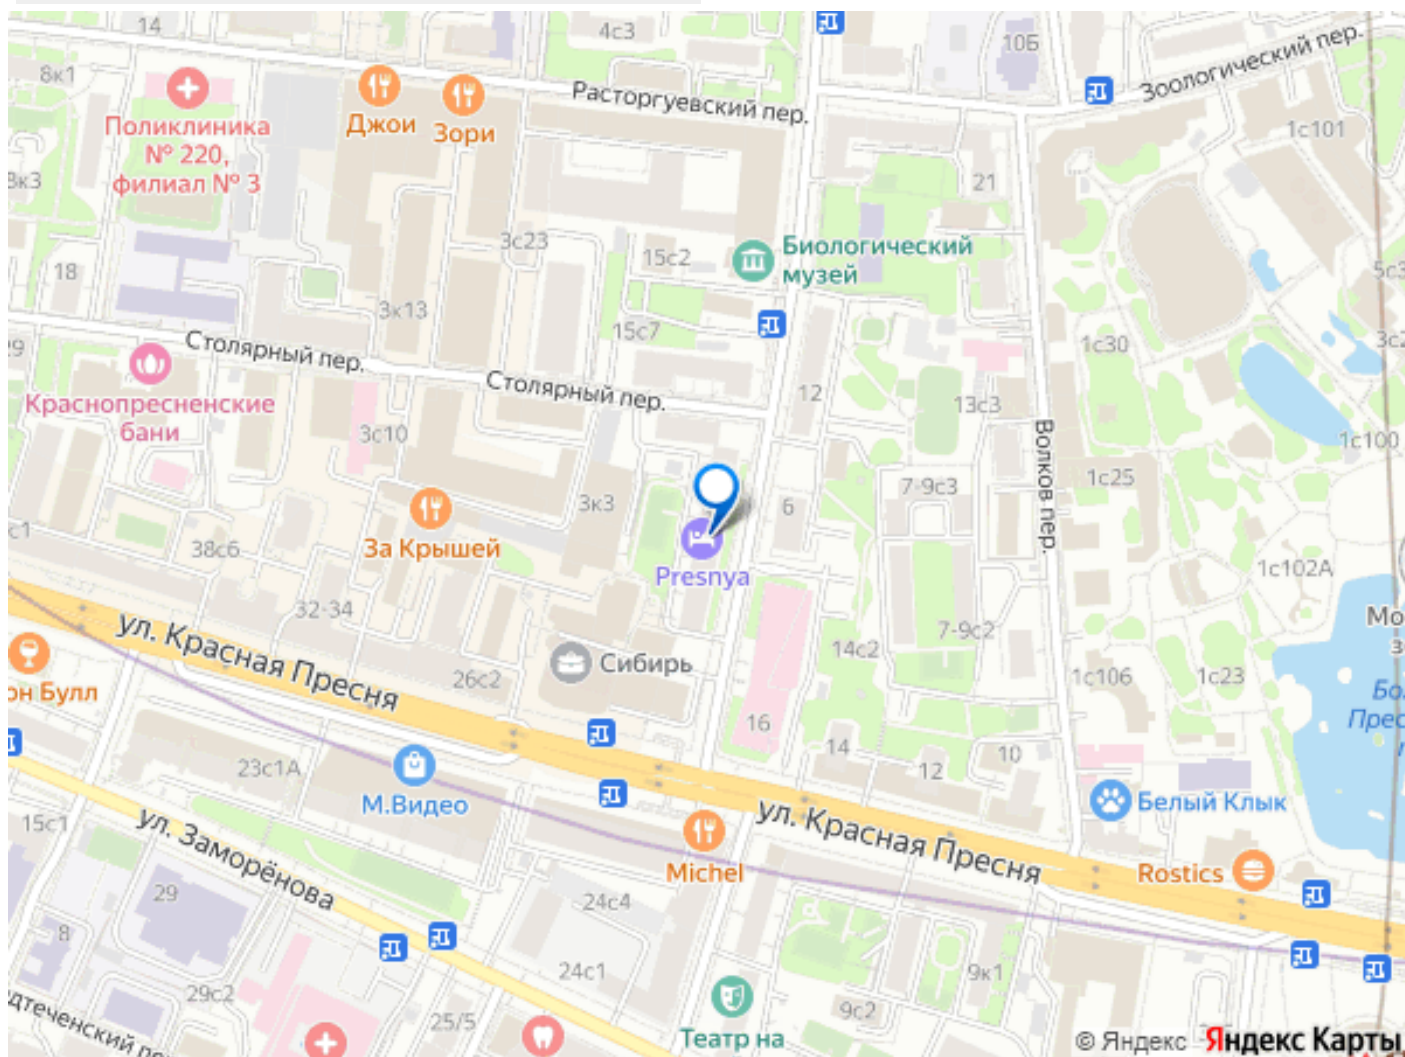 14
4с3
10Б
Зоологический пер.
8к1
Поликлиника
№ 220,
филиал № 3
Джои
Зори
Расторгуевский пер.
1с101
21
3с23
15с2
Биологический
музей
18
5с3
3к13
15с7
29
Столярный пер.
1с30
Столярный пер.
12
13с3
Краснопресненские
бани
3с10
Волков пер.
1с100
1с25
7-9с3
3к3
6
38с6
За Крышей
Presnya
1с102А
32-34
ул. Красная Пресня
7-9с2
14с2
Сибирь
26с2
1с106
1с23
16
14
12
10
23с1А
М.Видео
Белый Клык
15с1
ул. Заморёнова
ул. Красная Пресня
Michel
Rostics
29
24с4
8
24с1
9к1
29с2
25/5
9с2
Театр на
© Яндекс
Яндекс Карты